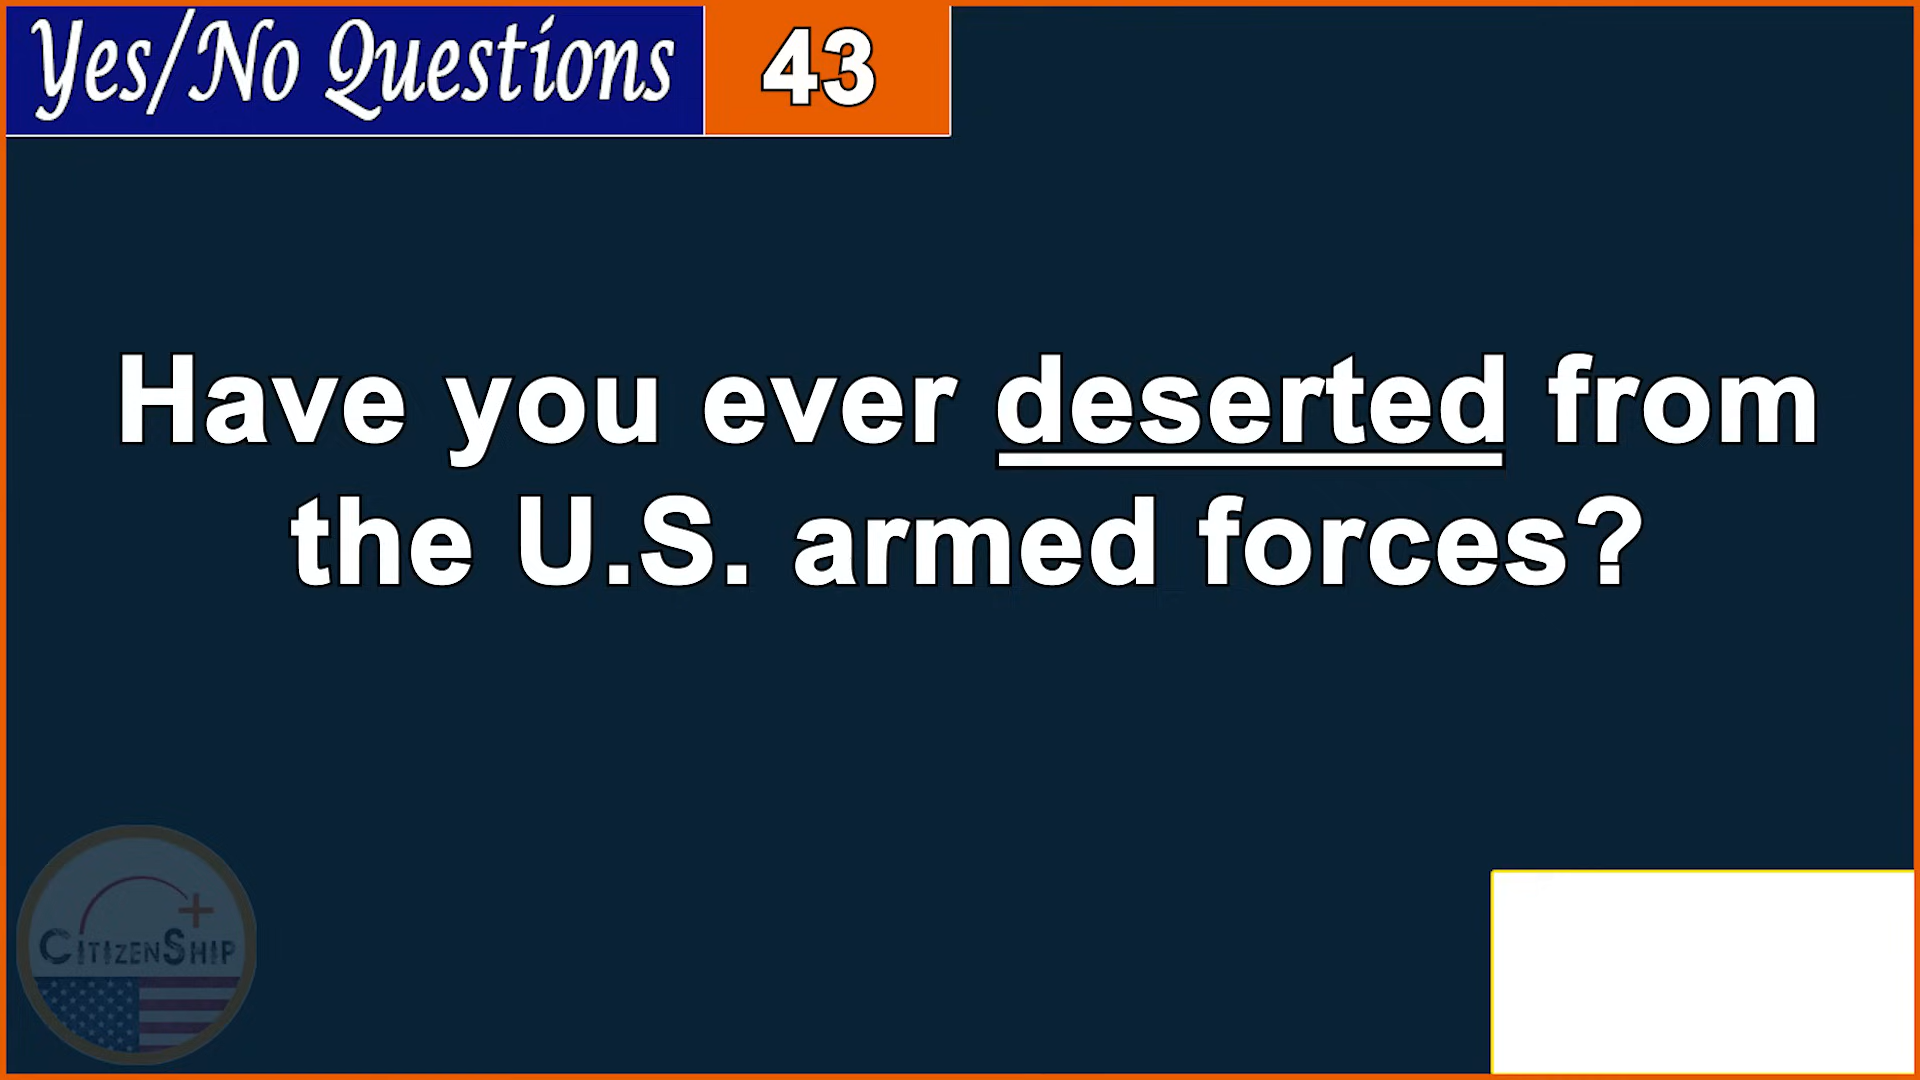 Yes/No Questions
43
Have you ever deserted from
the U.S. armed forces?
CITIZENSHIP